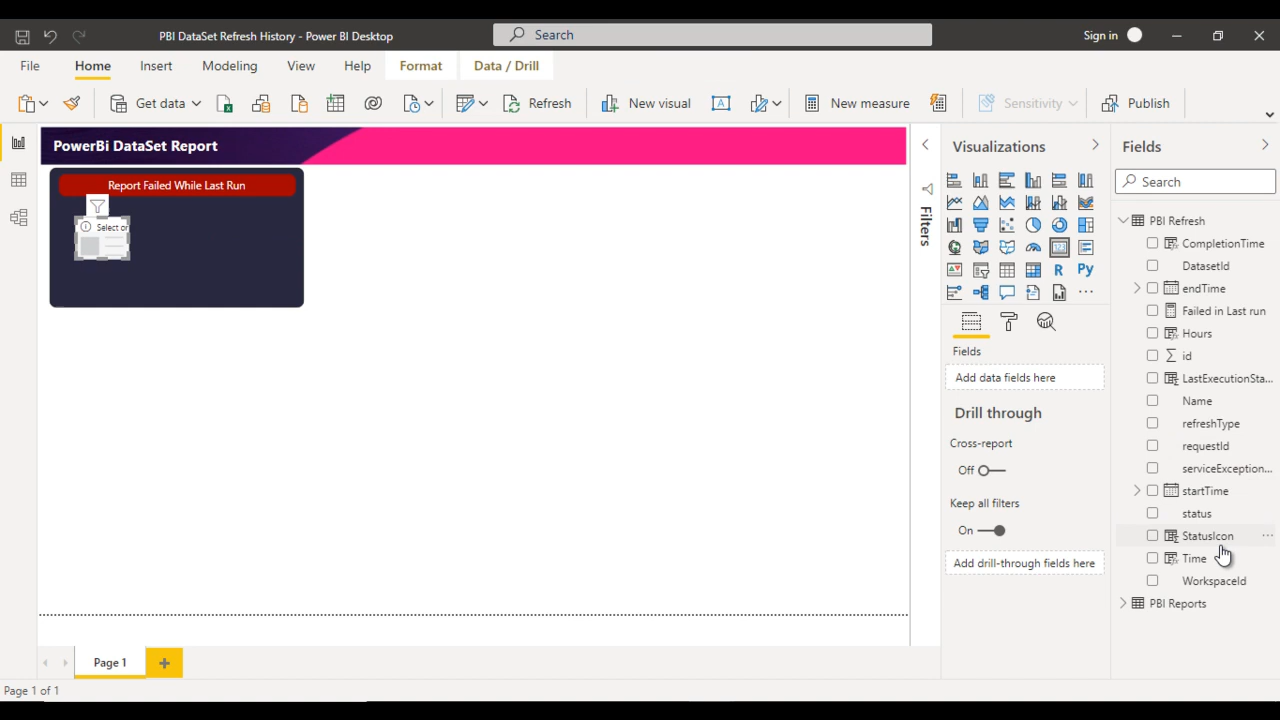 PBI DataSet Refresh History - Power BI Desktop
Search
Sign in
File
Home
Insert
Modeling
View
Help
Format
Data / Drill
Get data
Refresh
New visual
New measure
Sensitivity
Publish
PowerBi DataSet Report
Report Failed While Last Run
Select or
Filters
Visualizations
R
Py
Fields
Add data fields here
Drill through
Cross-report
Off
Keep all filters
On
Add drill-through fields here
Fields
Search
PBI Refresh
CompletionTime
DatasetId
endTime
Failed in Last run
Hours
id
LastExecutionSta...
Name
refreshType
requestId
serviceException...
startTime
status
StatusIcon
Time
WorkspaceId
PBI Reports
Page 1
Page 1 of 1